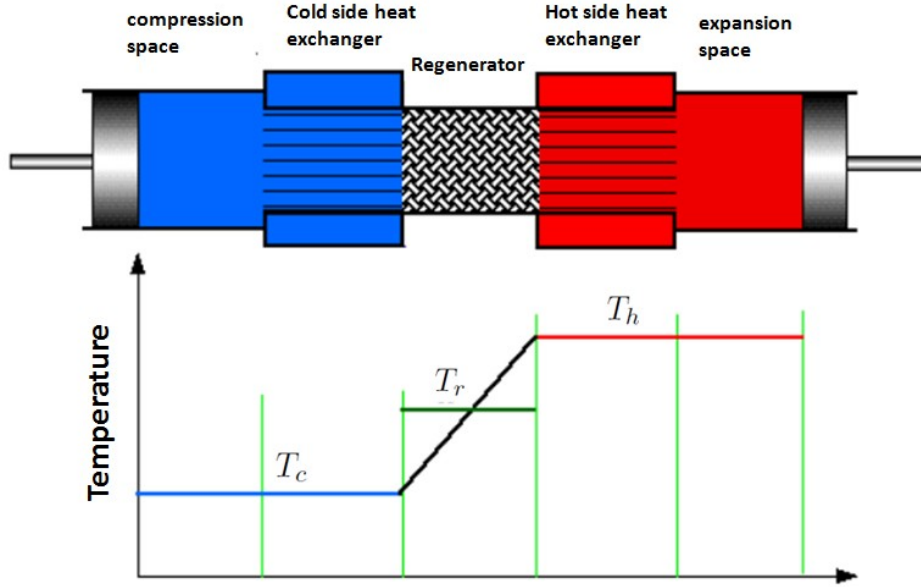 compression
space
Cold side heat
exchanger
Regenerator
Hot side heat
exchanger
expansion
space
Temperature
T_c
T_r
T_h